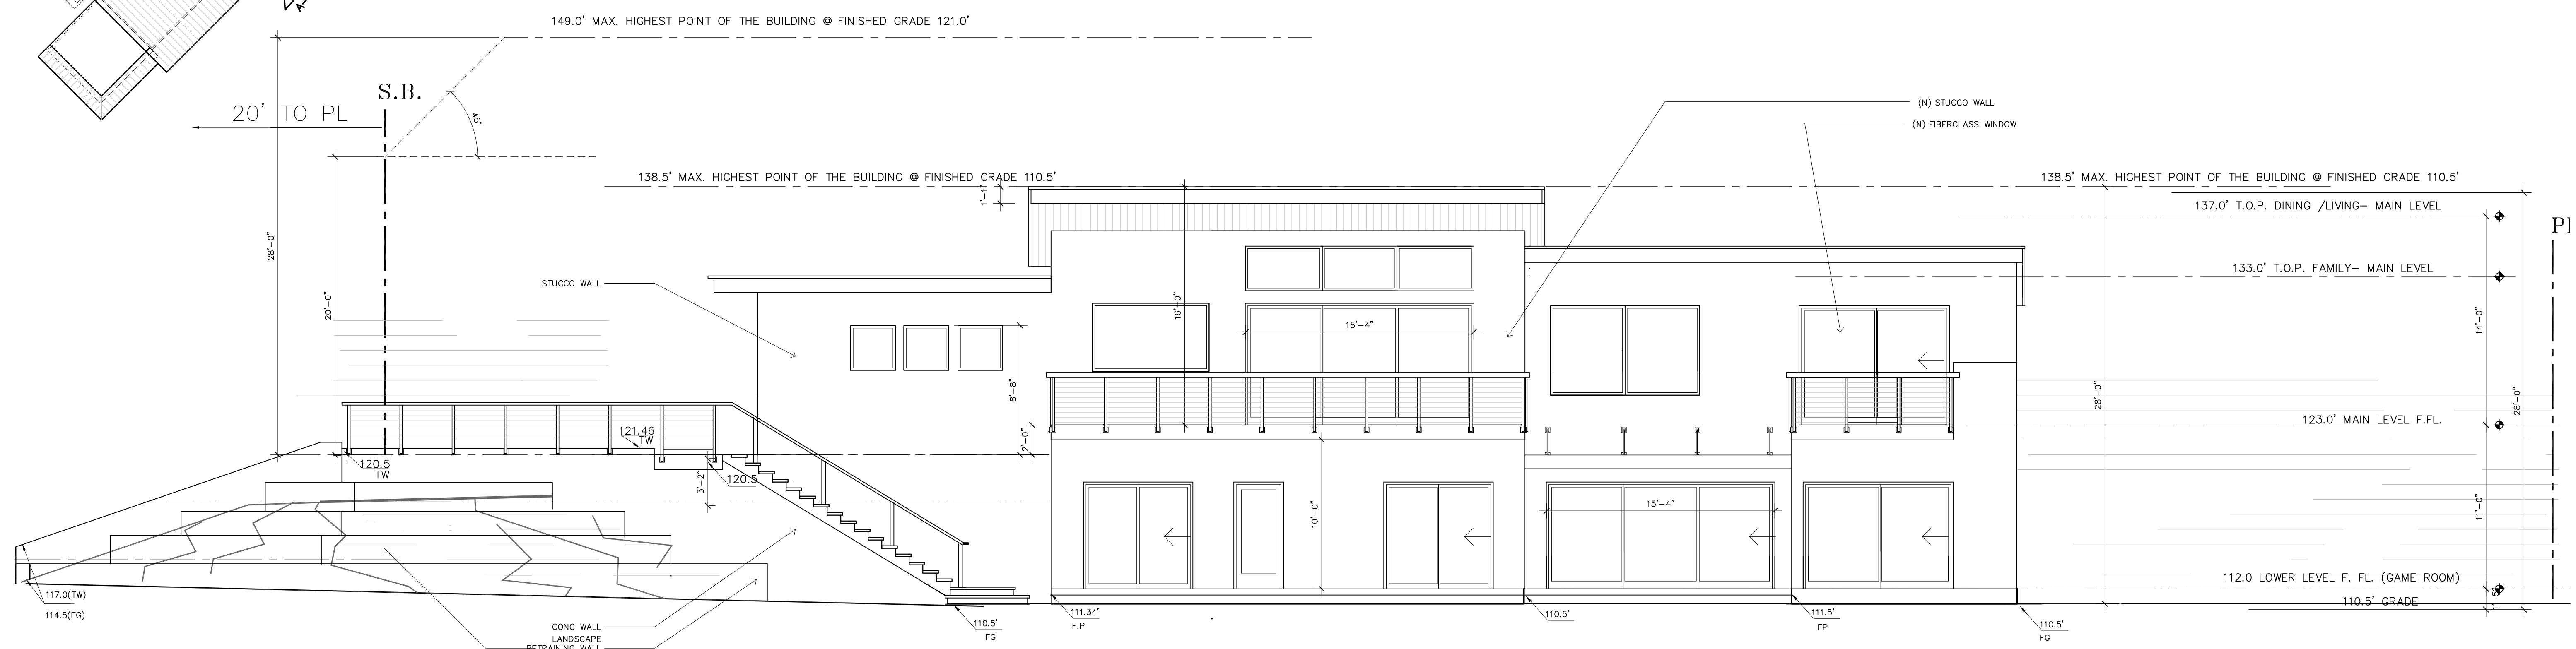 149.0' MAX. HIGHEST POINT OF THE BUILDING @ FINISHED GRADE 121.0'
S.B.
20' TO PL
45°
28'-0"
20'-0"
138.5' MAX. HIGHEST POINT OF THE BUILDING @ FINISHED GRADE 110.5'
1'-1"
(N) STUCCO WALL
(N) FIBERGLASS WINDOW
138.5' MAX. HIGHEST POINT OF THE BUILDING @ FINISHED GRADE 110.5'
137.0' T.O.P. DINING /LIVING- MAIN LEVEL
133.0' T.O.P. FAMILY- MAIN LEVEL
STUCCO WALL
16'-0"
15'-4"
8'-8"
14'-0"
28'-0"
28'-0"
121.46
TW
2'-0"
123.0' MAIN LEVEL F.FL.
120.5
TW
120.5
3'-2"
10'-0"
15'-4"
11'-0"
112.0 LOWER LEVEL F. FL. (GAME ROOM)
110.5' GRADE
117.0(TW)
114.5(FG)
111.34'
F.P
110.5'
111.5'
FP
110.5'
FG
110.5'
FG
CONC WALL
LANDSCAPE
RETRAINING WALL